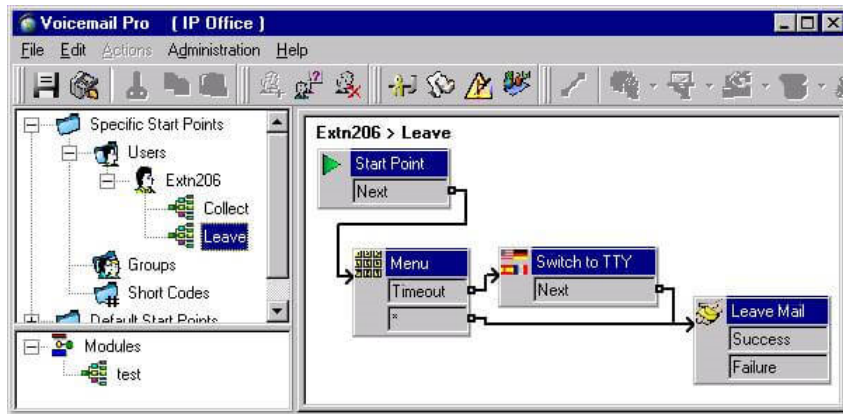 Voicemail Pro ( IP Office )
File Edit Actions Administration Help
Specific Start Points
Users
Extn206
Collect
Leave
Groups
Short Codes
Default Start Points
Modules
test
Extn206 > Leave
Start Point
Next
Menu
Timeout
*
Switch to TTY
Next
Leave Mail
Success
Failure